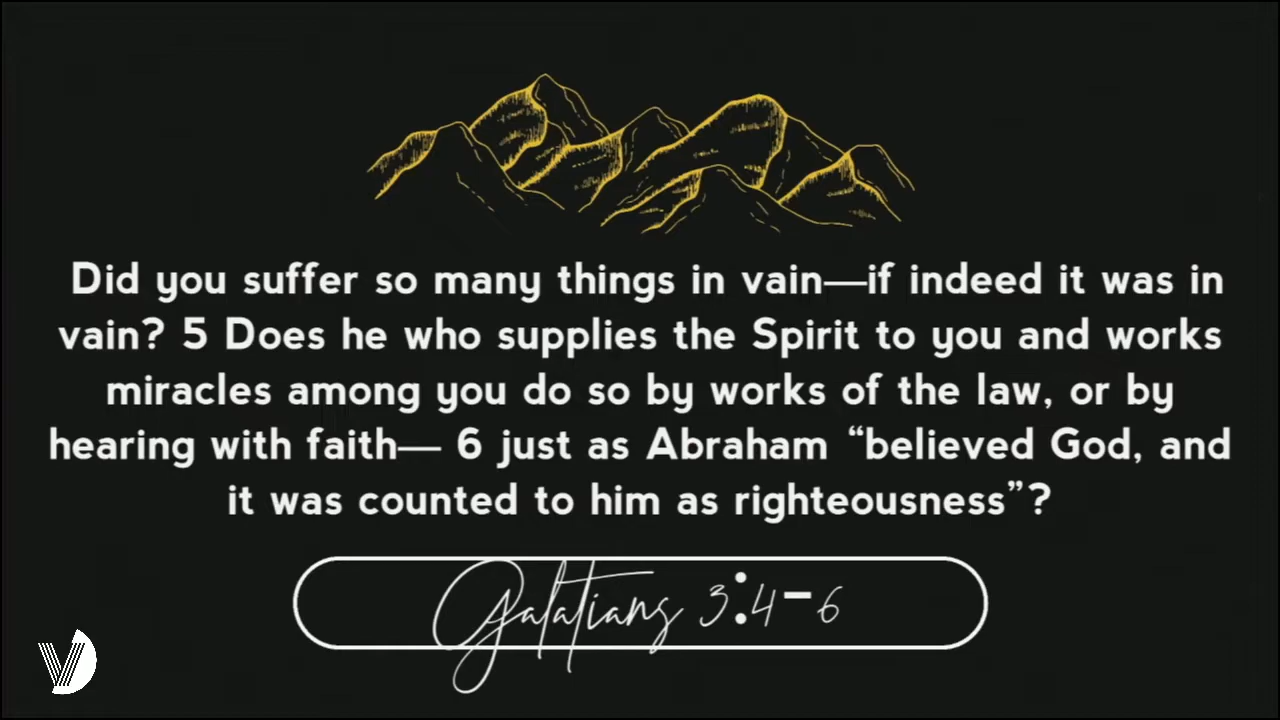 Did you suffer so many things in vain—if indeed it was in
vain? 5 Does he who supplies the Spirit to you and works
miracles among you do so by works of the law, or by
hearing with faith— 6 just as Abraham “believed God, and
it was counted to him as righteousness”?
Galatians 3:4-6